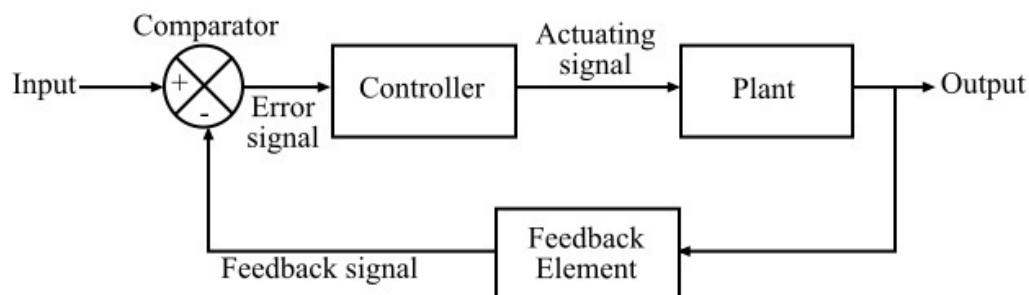 Comparator
Input
+
-
Error
signal
Controller
Actuating
signal
Plant
Output
Feedback
Element
Feedback signal